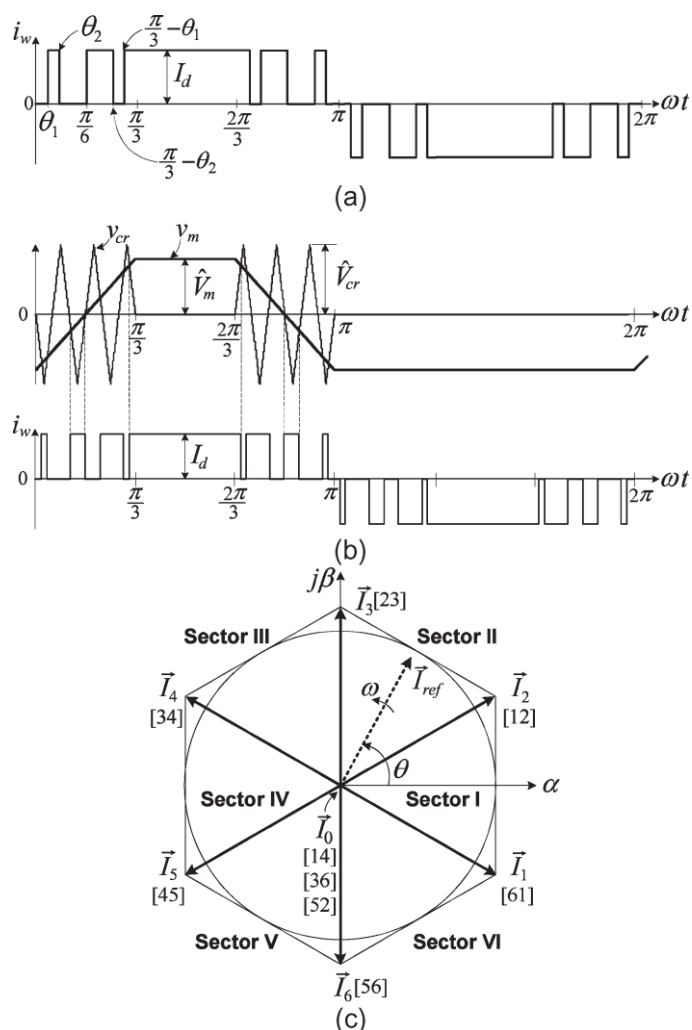 i_w θ_2 π/3 −θ_1
I_d
0 θ_1 π/6 π/3 −θ_2 π/3 2π/3 π 2π ωt
(a)
v_cr v_m
V̂_m V̂_cr
0 π/3 2π/3 π 2π ωt
i_w
I_d
0 π/3 2π/3 π 2π ωt
(b)
jβ
I⃗_3[23]
Sector III Sector II
I⃗_4 I⃗_ref I⃗_2
[34] ω [12]
θ
α
Sector IV Sector I
I⃗_0
I⃗_5 [14] I⃗_1
[45] [36] [61]
[52]
Sector V Sector VI
I⃗_6[56]
(c)